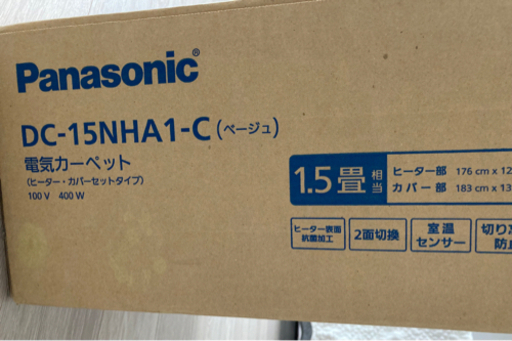 Panasonic®
DC-15NHA1-C(ベージュ)
電気カーペット
(ヒーター・カバーセットタイプ)
100 V 400 W
1.5畳 相当
ヒーター部 176 cm x 12
カバー部 183 cm x 13
ヒーター表面
抗菌加工
2面切換
室温
センサー
切り忘
防止